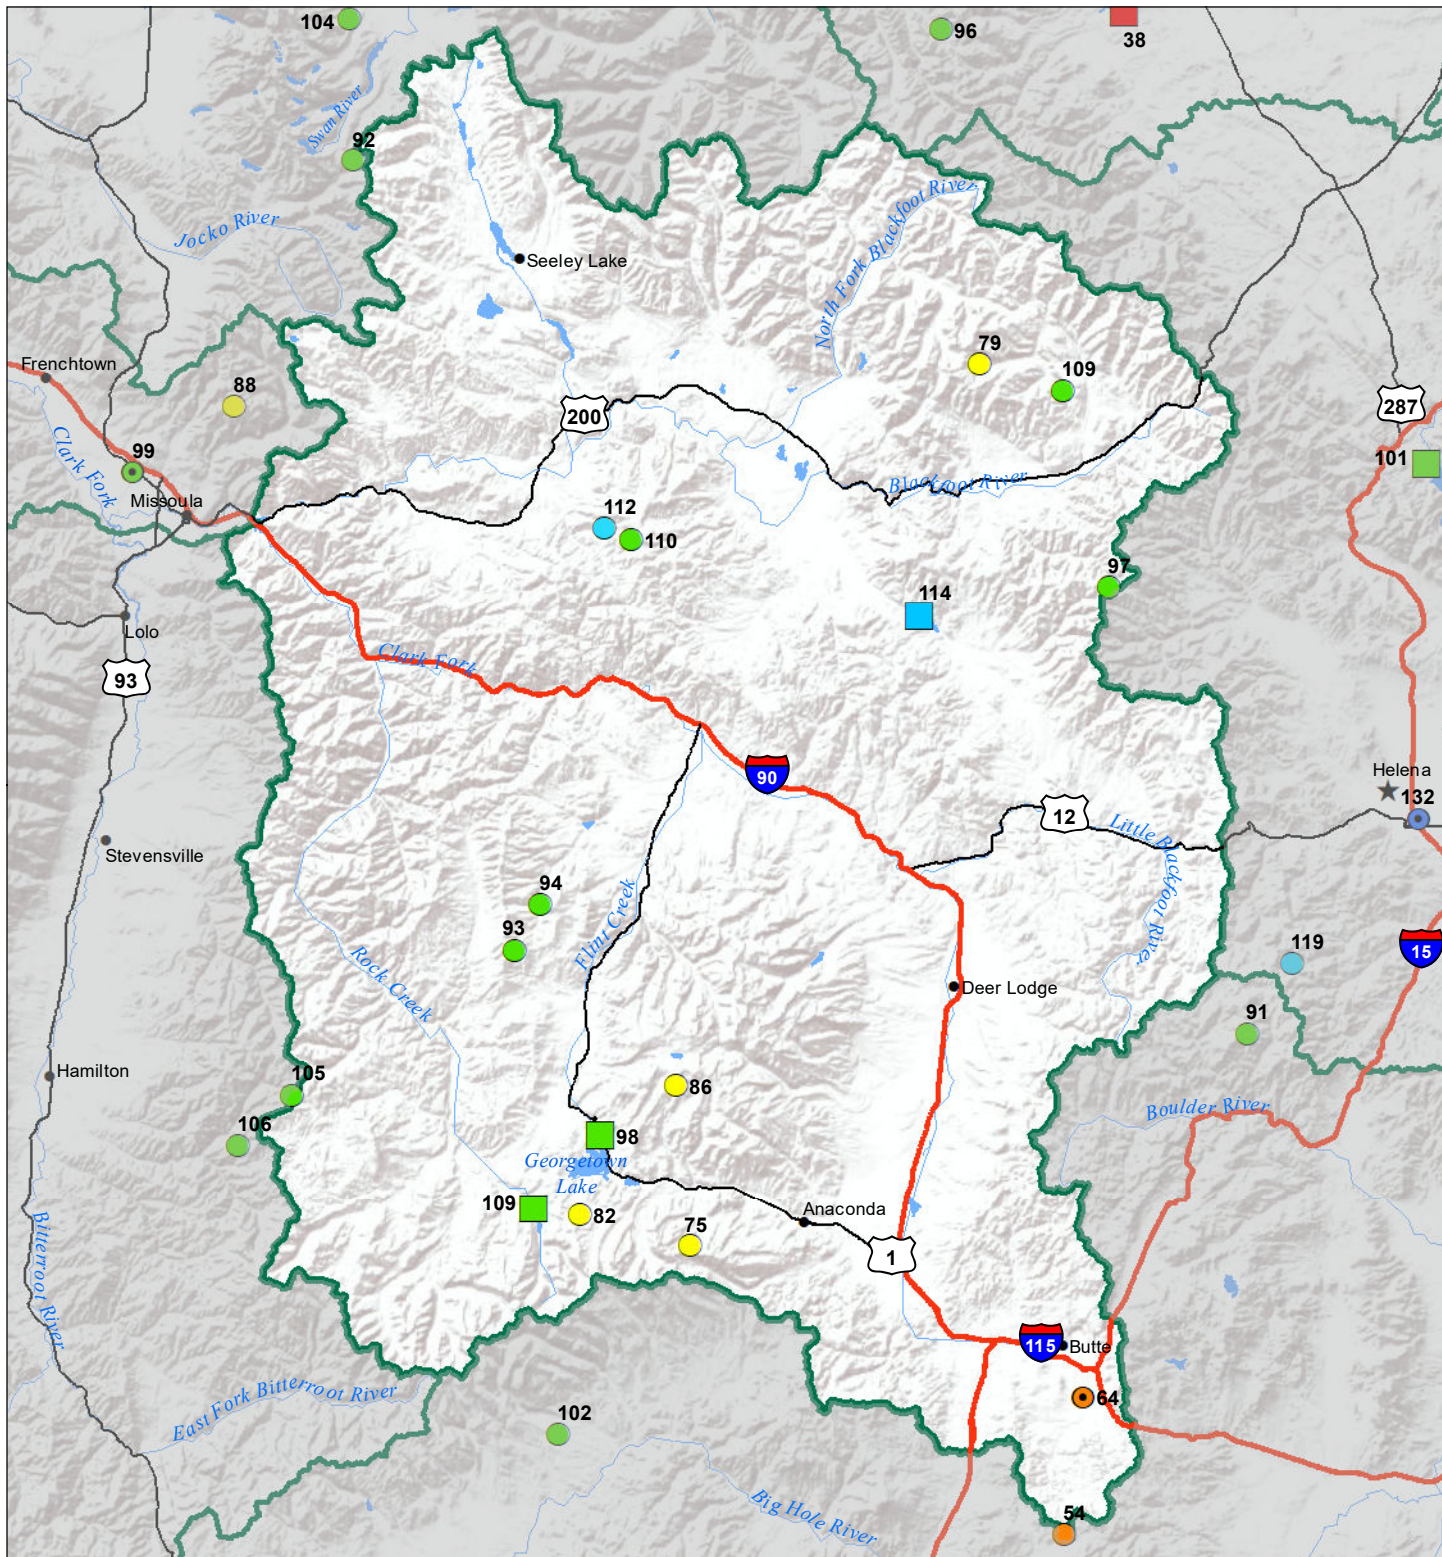 104
96
38
Swan River
92
Jocko River
North Fork Blackfoot River
Seeley Lake
Frenchtown
88
79
109
200
287
Clark Fork
99
101
Missoula
Blackfoot River
112
110
97
114
Lolo
Clark Fork
93
90
Helena
132
12
Little Blackfoot River
Stevensville
94
93
Flint Creek
Rock Creek
119
15
Deer Lodge
91
Hamilton
105
86
Boulder River
106
98
Georgetown
Lake
109
82
Anaconda
75
1
Bitterroot River
115
Butte
64
East Fork Bitterroot River
102
Big Hole River
54